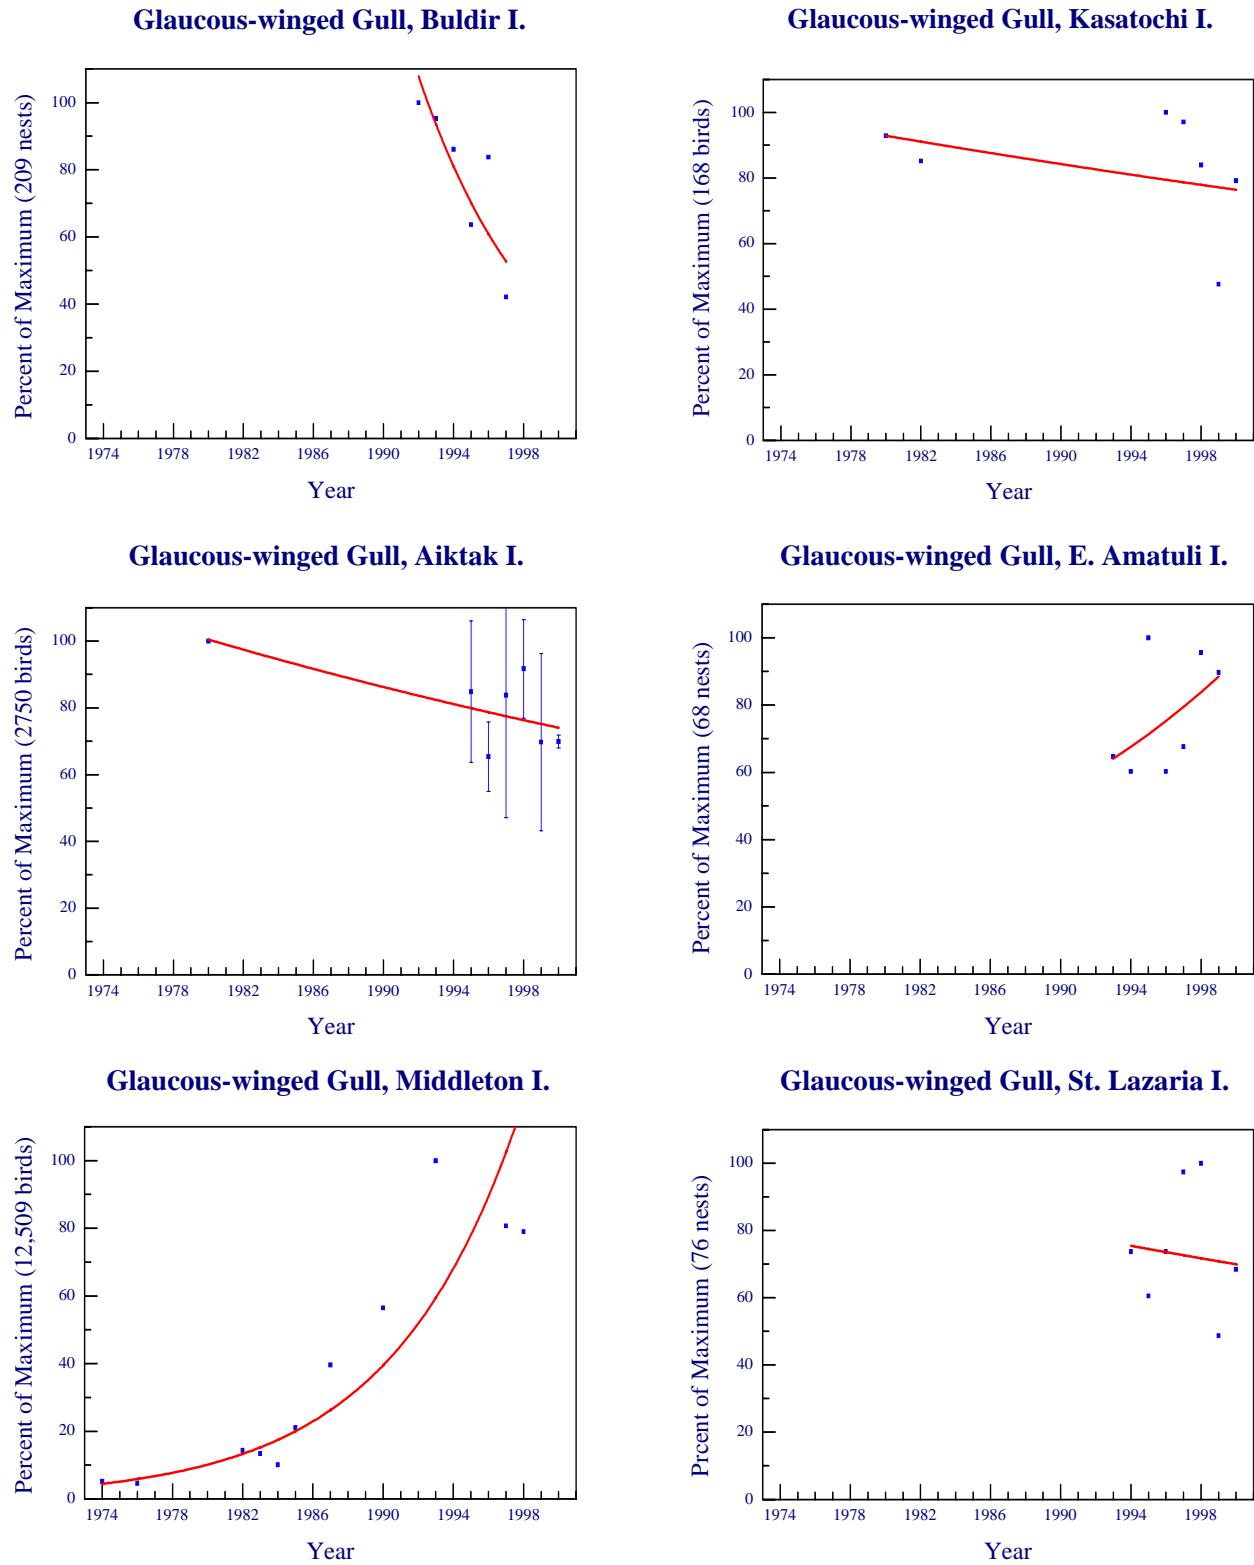 Glaucous-winged Gull, Buldir I.
Percent of Maximum (209 nests)
100
80
60
40
20
0
1974 1978 1982 1986 1990 1994 1998
Year
Glaucous-winged Gull, Kasatochi I.
Percent of Maximum (168 birds)
100
80
60
40
20
0
1974 1978 1982 1986 1990 1994 1998
Year
Glaucous-winged Gull, Aiktak I.
Percent of Maximum (2750 birds)
100
80
60
40
20
0
1974 1978 1982 1986 1990 1994 1998
Year
Glaucous-winged Gull, E. Amatuli I.
Percent of Maximum (68 nests)
100
80
60
40
20
0
1974 1978 1982 1986 1990 1994 1998
Year
Glaucous-winged Gull, Middleton I.
Percent of Maximum (12,509 birds)
100
80
60
40
20
0
1974 1978 1982 1986 1990 1994 1998
Year
Glaucous-winged Gull, St. Lazaria I.
Prcent of Maximum (76 nests)
100
80
60
40
20
0
1974 1978 1982 1986 1990 1994 1998
Year